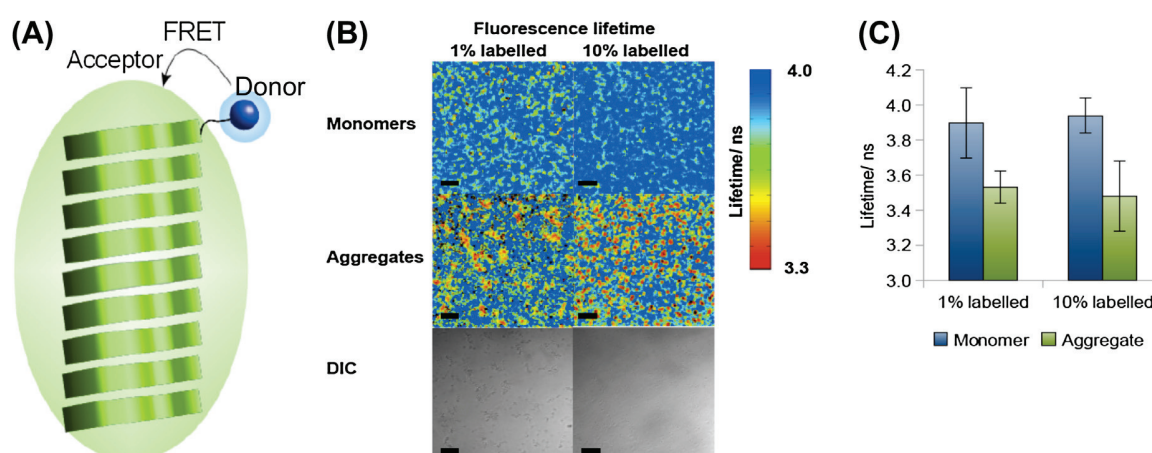 (A)
FRET
Acceptor
Donor
(B)
Fluorescence lifetime
1% labelled 10% labelled
Monomers
Aggregates
DIC
4.0
Lifetime/ ns
3.3
(C)
4.2
4.0
3.8
3.6
3.4
3.2
3.0
Lifetime/ ns
1% labelled 10% labelled
Monomer Aggregate